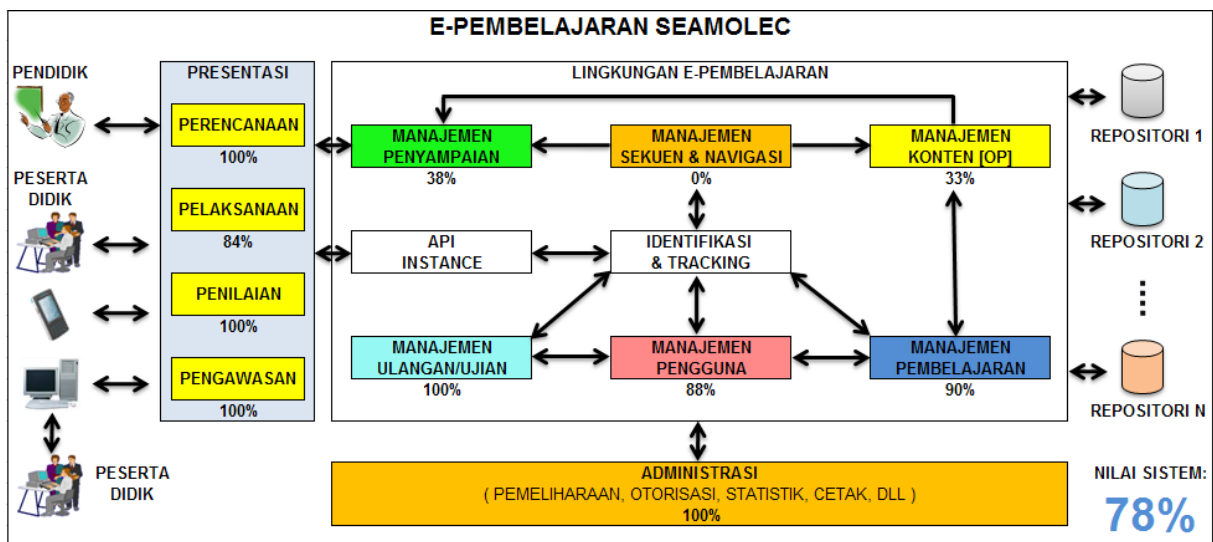 E-PEMBELAJARAN SEAMOLEC
PENDIDIK
PRESENTASI
LINGKUNGAN E-PEMBELAJARAN
PERENCANAAN
100%
MANAJEMEN
PENYAMPAIAN
38%
MANAJEMEN
SEKUEN & NAVIGASI
0%
MANAJEMEN
KONTEN [OP]
33%
REPOSITORI 1
PESERTA
DIDIK
PELAKSANAAN
84%
API
INSTANCE
IDENTIFIKASI
& TRACKING
REPOSITORI 2
PENILAIAN
100%
PENGAWASAN
100%
MANAJEMEN
ULANGAN/UJIAN
100%
MANAJEMEN
PENGGUNA
88%
MANAJEMEN
PEMBELAJARAN
90%
REPOSITORI N
PESERTA
DIDIK
ADMINISTRASI
( PEMELIHARAAN, OTORISASI, STATISTIK, CETAK, DLL )
100%
NILAI SISTEM:
78%